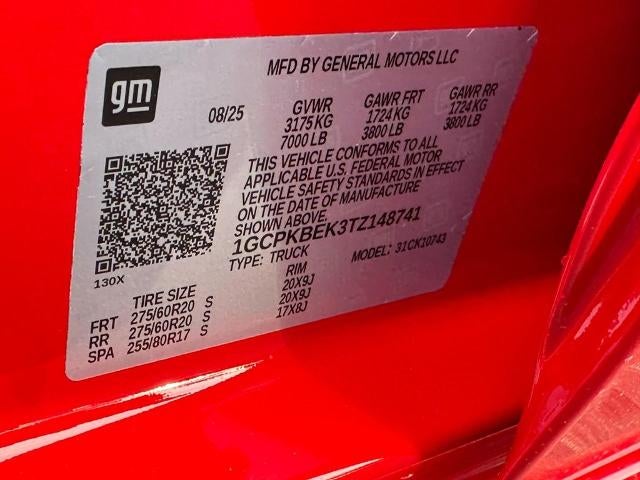 gm
MFD BY GENERAL MOTORS LLC
08/25
GVWR GAWR FRT GAWR RR
3175 KG 1724 KG 1724 KG
7000 LB 3800 LB 3800 LB
THIS VEHICLE CONFORMS TO ALL
APPLICABLE U.S. FEDERAL MOTOR
VEHICLE SAFETY STANDARDS IN EFFECT
ON THE DATE OF MANUFACTURE
SHOWN ABOVE.
1GCPKBEK3TZ148741
TYPE: TRUCK MODEL: 31CK10743
130X
TIRE SIZE RIM
FRT 275/60R20 S 20X9J
RR 275/60R20 S 20X9J
SPA 255/80R17 S 17X8J